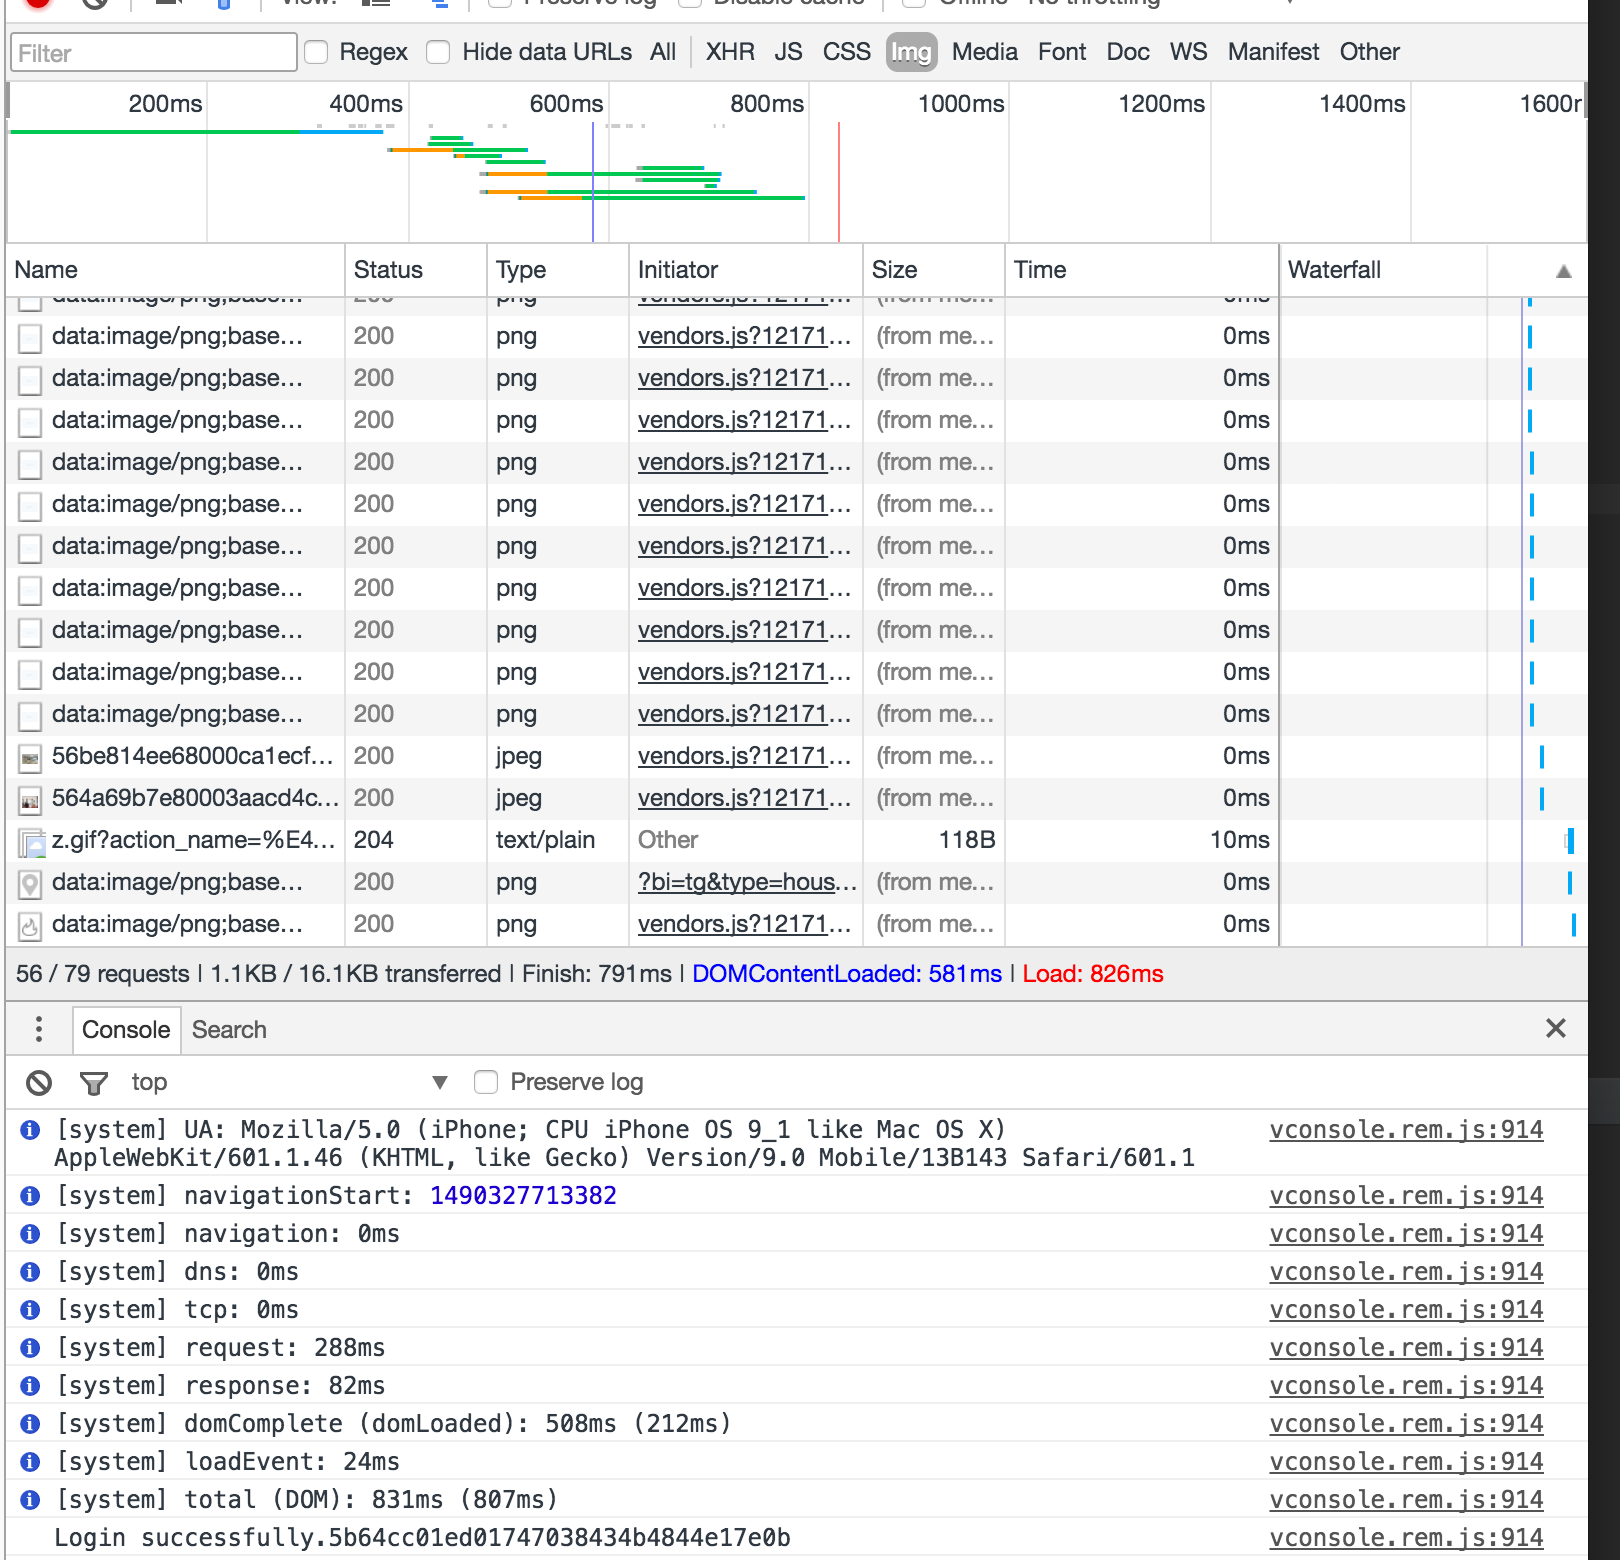 View: Preserve log Disable cache Offline No throttling
Filter Regex Hide data URLs All XHR JS CSS Img Media Font Doc WS Manifest Other
200ms 400ms 600ms 800ms 1000ms 1200ms 1400ms 1600r
Name Status Type Initiator Size Time Waterfall
data:image/png;base... 200 png vendors.js?12171... (from me... 0ms
data:image/png;base... 200 png vendors.js?12171... (from me... 0ms
data:image/png;base... 200 png vendors.js?12171... (from me... 0ms
data:image/png;base... 200 png vendors.js?12171... (from me... 0ms
data:image/png;base... 200 png vendors.js?12171... (from me... 0ms
data:image/png;base... 200 png vendors.js?12171... (from me... 0ms
data:image/png;base... 200 png vendors.js?12171... (from me... 0ms
data:image/png;base... 200 png vendors.js?12171... (from me... 0ms
data:image/png;base... 200 png vendors.js?12171... (from me... 0ms
data:image/png;base... 200 png vendors.js?12171... (from me... 0ms
data:image/png;base... 200 png vendors.js?12171... (from me... 0ms
56be814ee68000ca1ecf... 200 jpeg vendors.js?12171... (from me... 0ms
564a69b7e80003aacd4c... 200 jpeg vendors.js?12171... (from me... 0ms
z.gif?action_name=%E4... 204 text/plain Other 118B 10ms
data:image/png;base... 200 png ?bi=tg&type=hous... (from me... 0ms
data:image/png;base... 200 png vendors.js?12171... (from me... 0ms
56 / 79 requests | 1.1KB / 16.1KB transferred | Finish: 791ms | DOMContentLoaded: 581ms | Load: 826ms
Console Search
top Preserve log
[system] UA: Mozilla/5.0 (iPhone; CPU iPhone OS 9_1 like Mac OS X) vconsole.rem.js:914
AppleWebKit/601.1.46 (KHTML, like Gecko) Version/9.0 Mobile/13B143 Safari/601.1
[system] navigationStart: 1490327713382 vconsole.rem.js:914
[system] navigation: 0ms vconsole.rem.js:914
[system] dns: 0ms vconsole.rem.js:914
[system] tcp: 0ms vconsole.rem.js:914
[system] request: 288ms vconsole.rem.js:914
[system] response: 82ms vconsole.rem.js:914
[system] domComplete (domLoaded): 508ms (212ms) vconsole.rem.js:914
[system] loadEvent: 24ms vconsole.rem.js:914
[system] total (DOM): 831ms (807ms) vconsole.rem.js:914
Login successfully.5b64cc01ed01747038434b4844e17e0b vconsole.rem.js:914